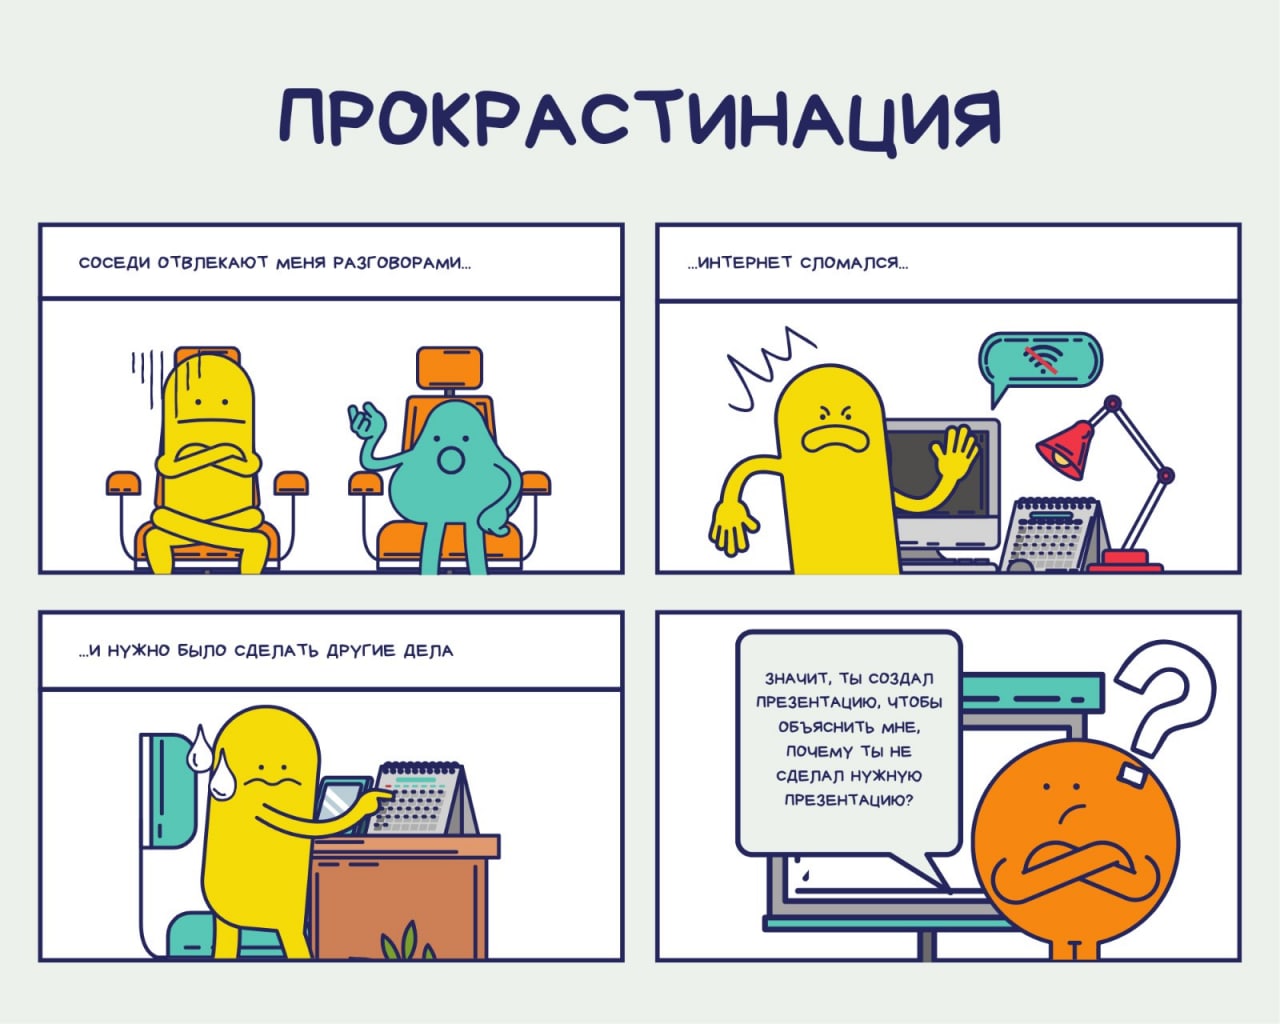 ПРОКРАСТИНАЦИЯ
СОСЕДИ ОТВЛЕКАЮТ МЕНЯ РАЗГОВОРАМИ...
...ИНТЕРНЕТ СЛОМАЛСЯ...
...И НУЖНО БЫЛО СДЕЛАТЬ ДРУГИЕ ДЕЛА
ЗНАЧИТ, ТЫ СОЗДАЛ
ПРЕЗЕНТАЦИЮ, ЧТОБЫ
ОБЪЯСНИТЬ МНЕ,
ПОЧЕМУ ТЫ НЕ
СДЕЛАЛ НУЖНУЮ
ПРЕЗЕНТАЦИЮ?